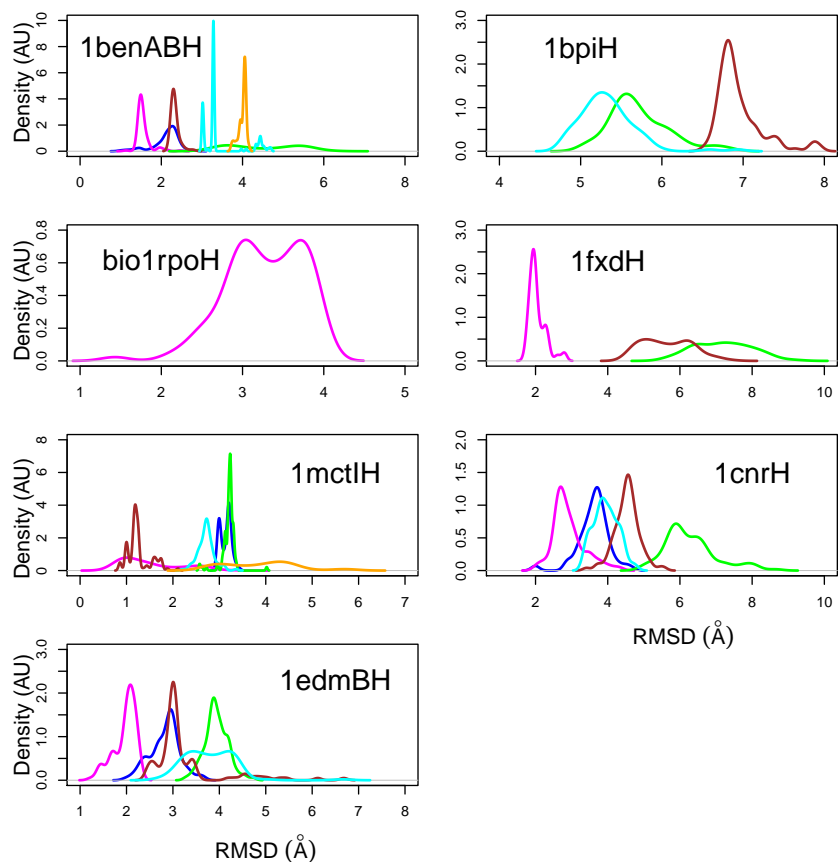 Density (AU)
0 2 4 6 8 10
1benABH
0 2 4 6 8
0.0 1.0 2.0 3.0
1bpiH
4 5 6 7 8
Density (AU)
0.0 0.2 0.4 0.6 0.8
bio1rpoH
1 2 3 4 5
0.0 1.0 2.0 3.0
1fxdH
2 4 6 8 10
Density (AU)
0 2 4 6 8
1mctIH
0 1 2 3 4 5 6 7
0.0 0.5 1.0 1.5 2.0
1cnrH
2 4 6 8 10
RMSD (Å)
Density (AU)
0.0 1.0 2.0 3.0
1edmBH
1 2 3 4 5 6 7 8
RMSD (Å)